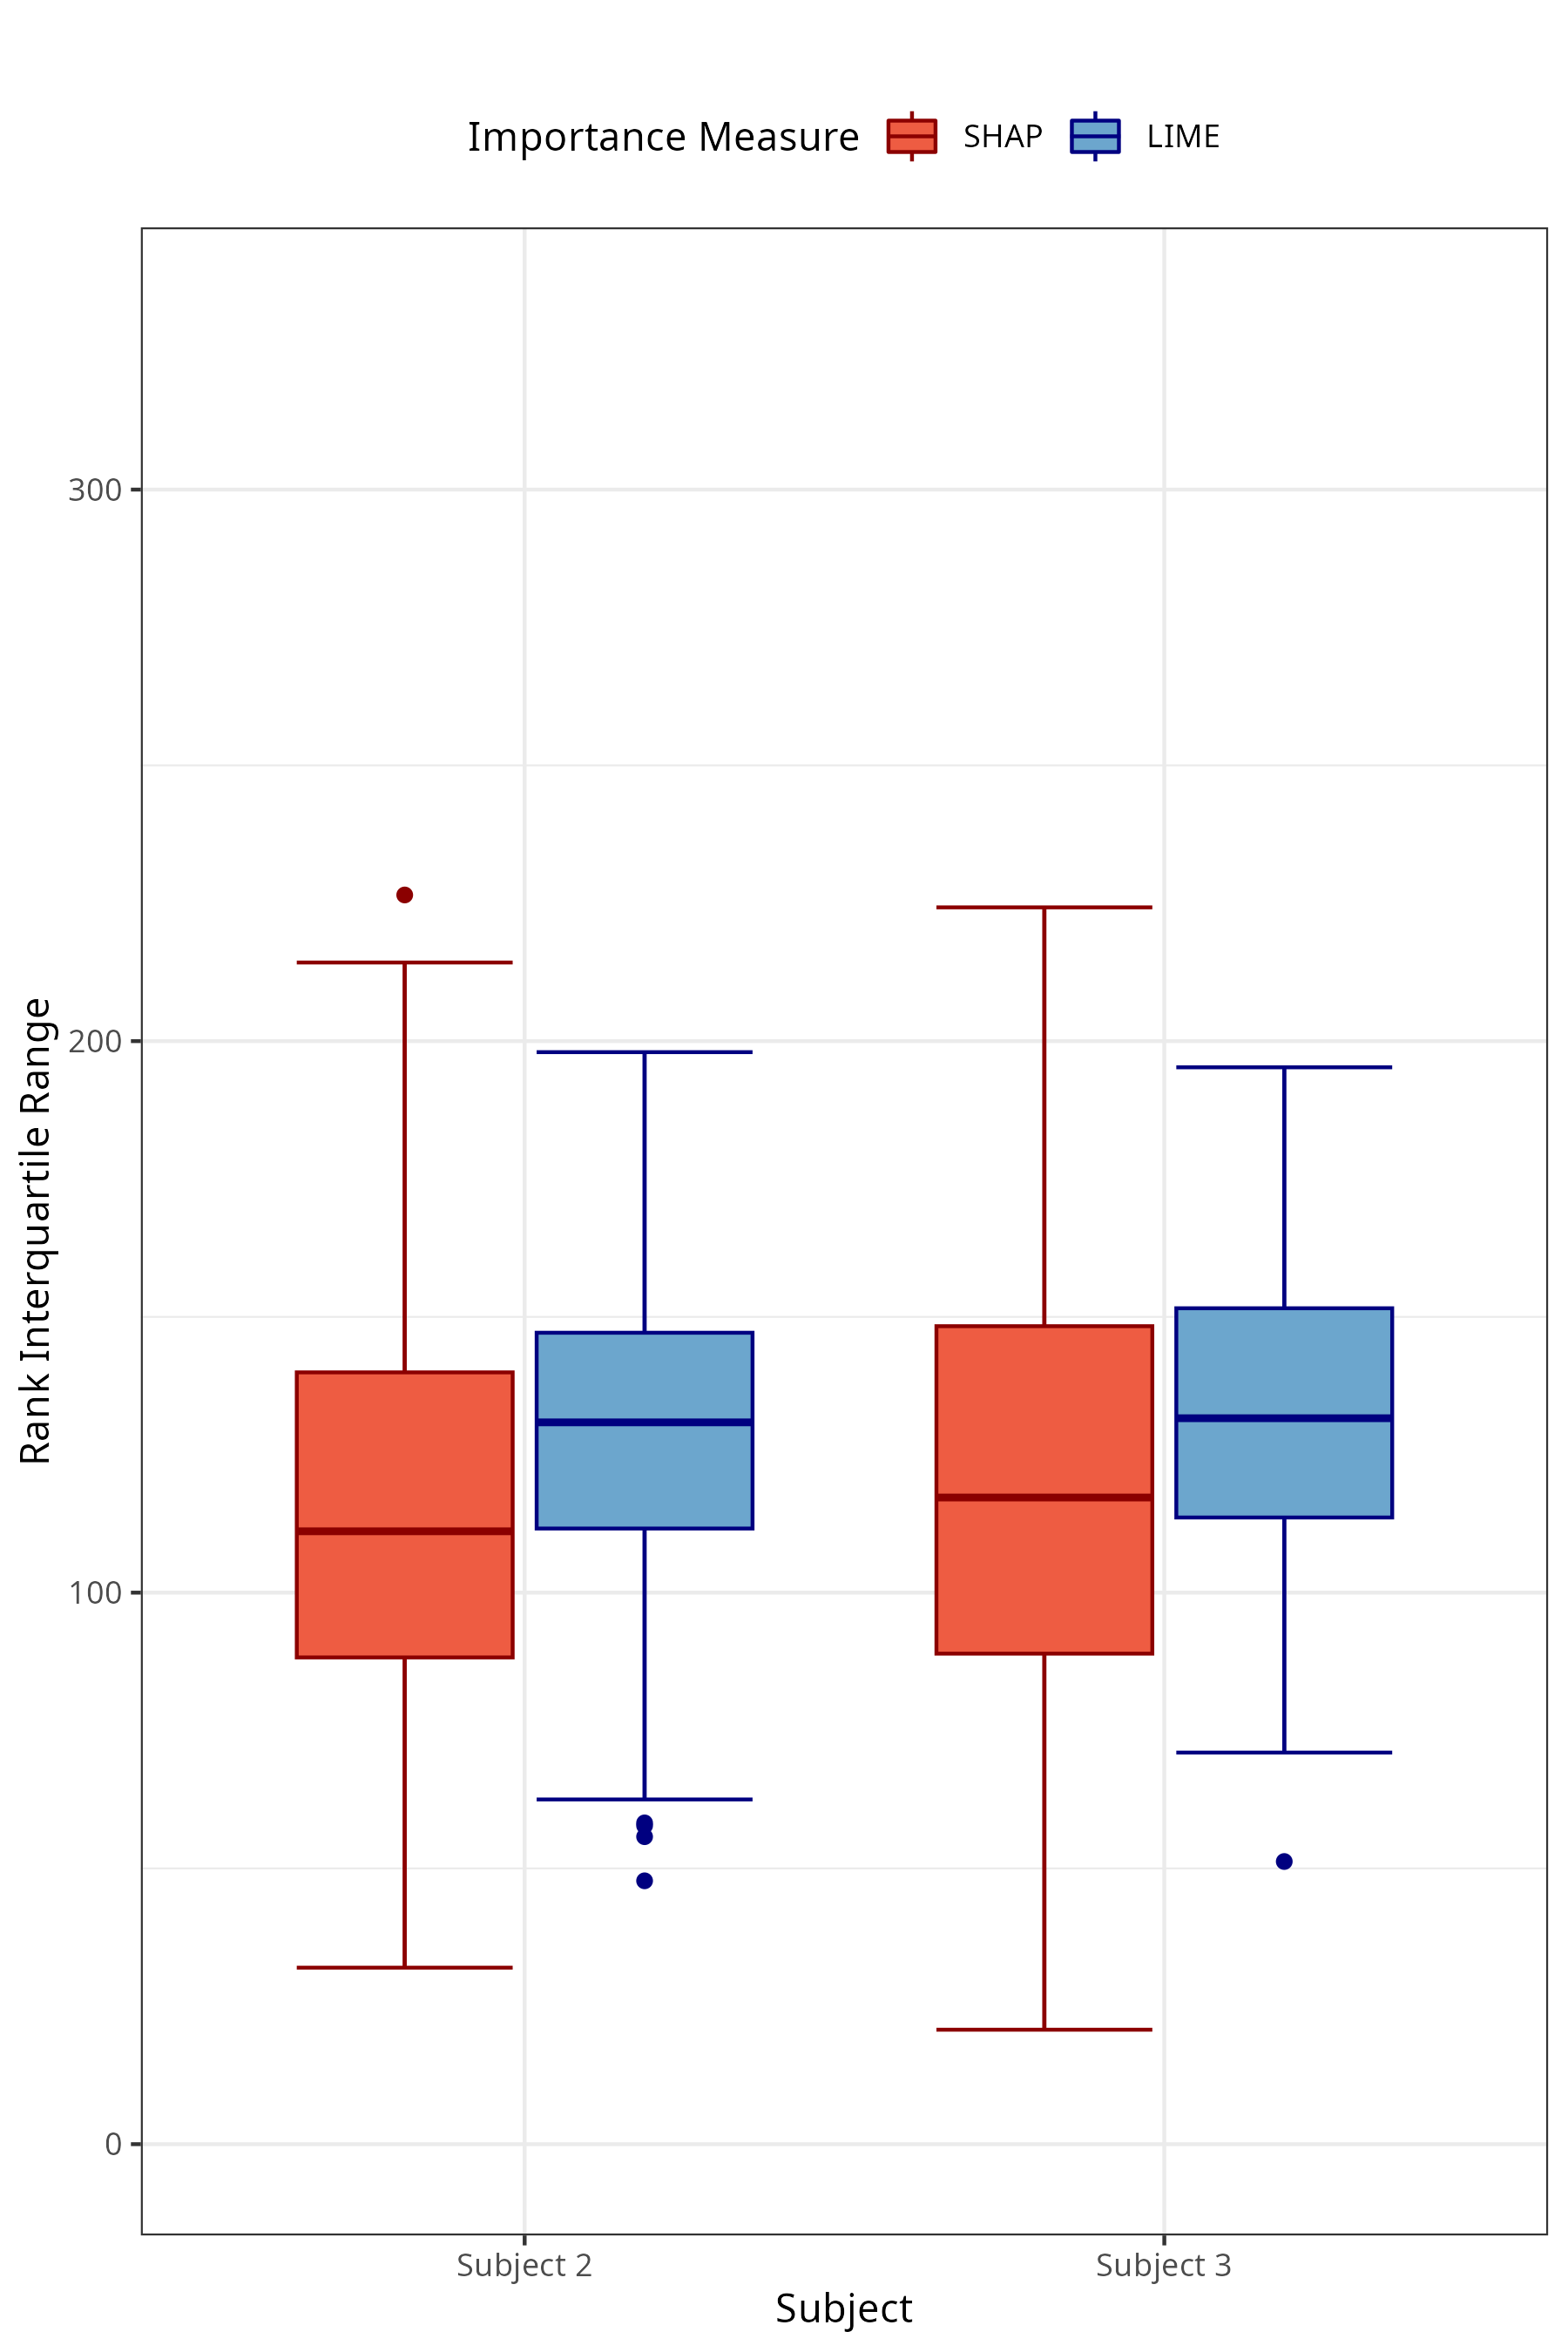 Importance Measure SHAP LIME
Rank Interquartile Range
300
200
100
0
Subject 2 Subject 3
Subject